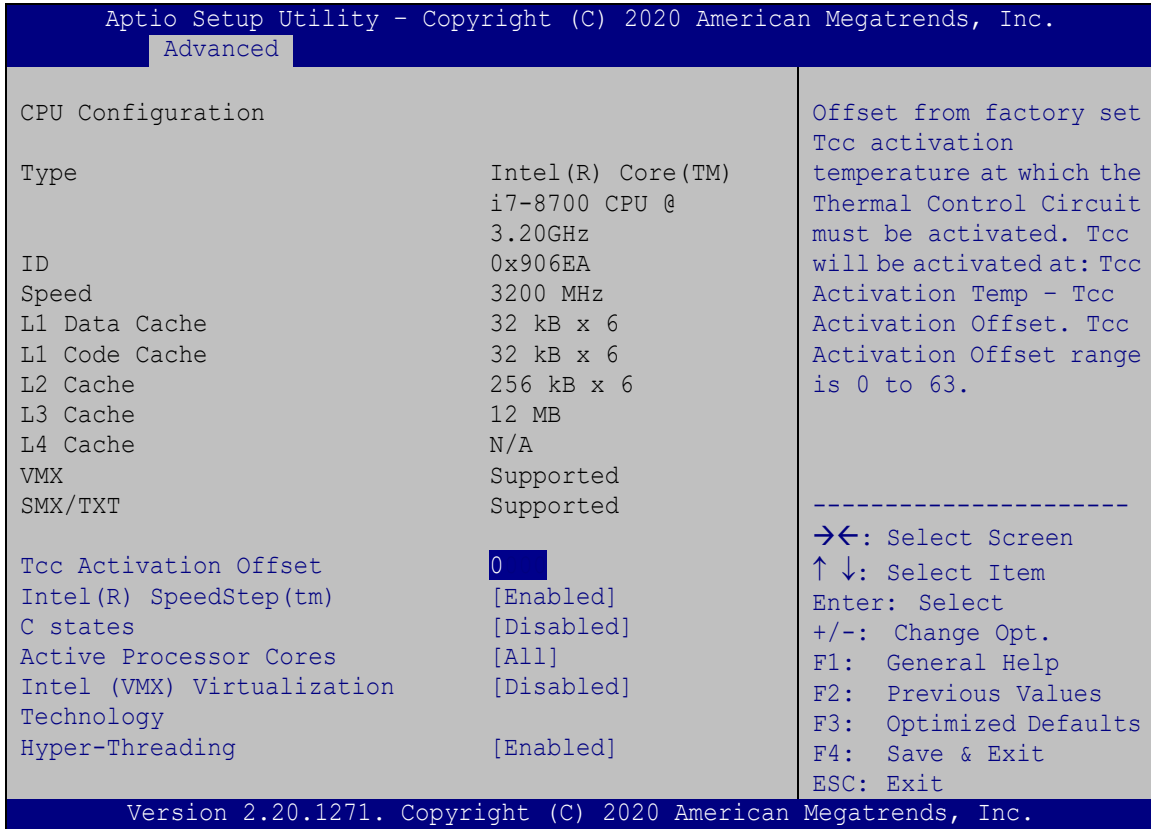 Aptio Setup Utility – Copyright (C) 2020 American Megatrends, Inc.
Advanced
CPU Configuration
Type Intel(R) Core(TM)
i7-8700 CPU @
3.20GHz
ID 0x906EA
Speed 3200 MHz
L1 Data Cache 32 kB x 6
L1 Code Cache 32 kB x 6
L2 Cache 256 kB x 6
L3 Cache 12 MB
L4 Cache N/A
VMX Supported
SMX/TXT Supported
Tcc Activation Offset 0
Intel(R) SpeedStep(tm) [Enabled]
C states [Disabled]
Active Processor Cores [All]
Intel (VMX) Virtualization [Disabled]
Technology
Hyper-Threading [Enabled]
Offset from factory set
Tcc activation
temperature at which the
Thermal Control Circuit
must be activated. Tcc
will be activated at: Tcc
Activation Temp – Tcc
Activation Offset. Tcc
Activation Offset range
is 0 to 63.
----------------------
→←: Select Screen
↑ ↓: Select Item
Enter: Select
+/-: Change Opt.
F1: General Help
F2: Previous Values
F3: Optimized Defaults
F4: Save & Exit
ESC: Exit
Version 2.20.1271. Copyright (C) 2020 American Megatrends, Inc.